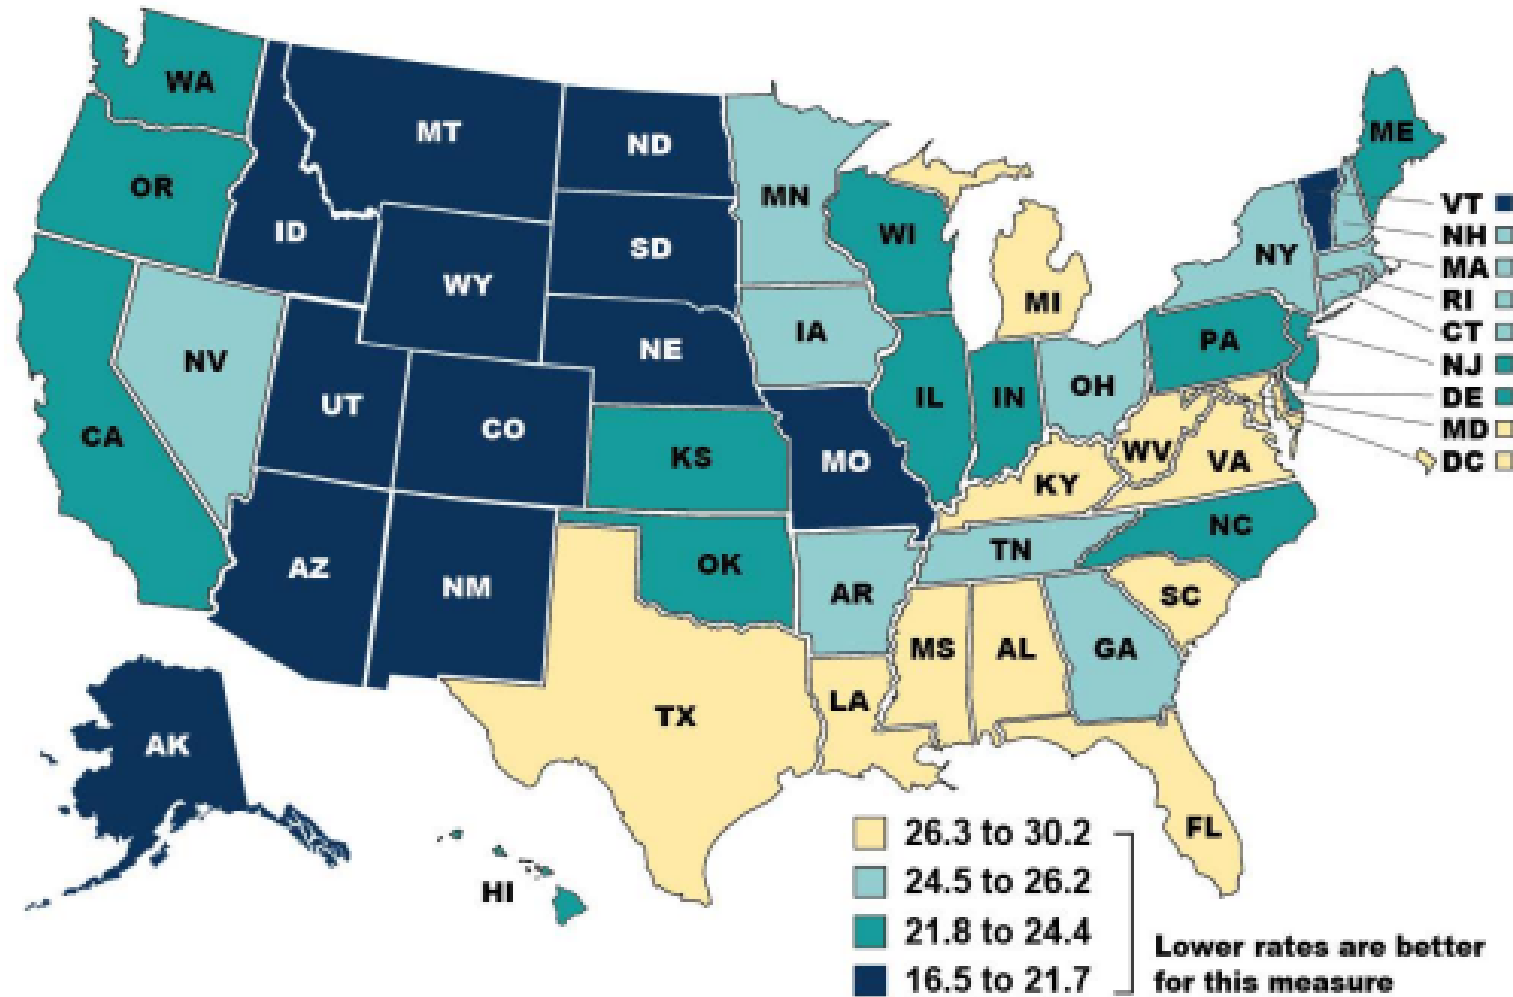 WA
MT
ND
MN
ME
OR
ID
SD
WI
VT
NH
NY
MA
WY
MI
RI
CT
NV
NE
IA
PA
NJ
UT
CO
IL
IN
OH
DE
CA
KS
MO
WV
VA
MD
DC
KY
AZ
NM
OK
AR
TN
NC
SC
MS
AL
GA
TX
LA
AK
HI
FL
26.3 to 30.2
24.5 to 26.2
21.8 to 24.4
16.5 to 21.7
Lower rates are better
for this measure